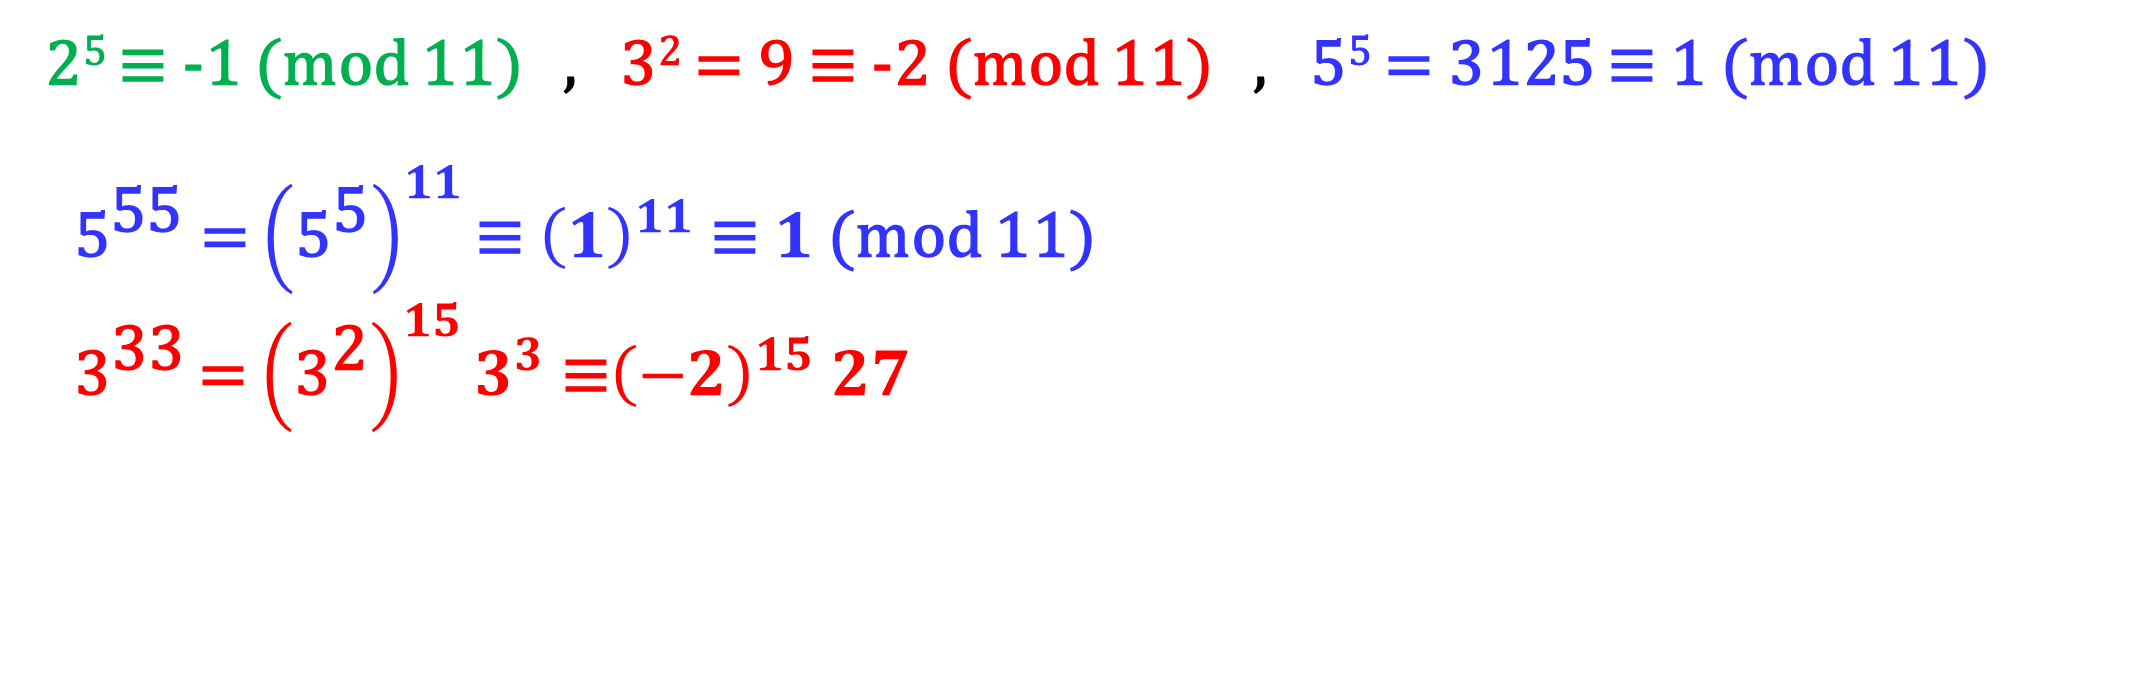 2⁵ ≡ -1 (mod 11) , 3² = 9 ≡ -2 (mod 11) , 5⁵ = 3125 ≡ 1 (mod 11)
5⁵⁵ = (5⁵)¹¹ ≡ (1)¹¹ ≡ 1 (mod 11)
3³³ = (3²)¹⁵ 3³ ≡(−2)¹⁵ 27